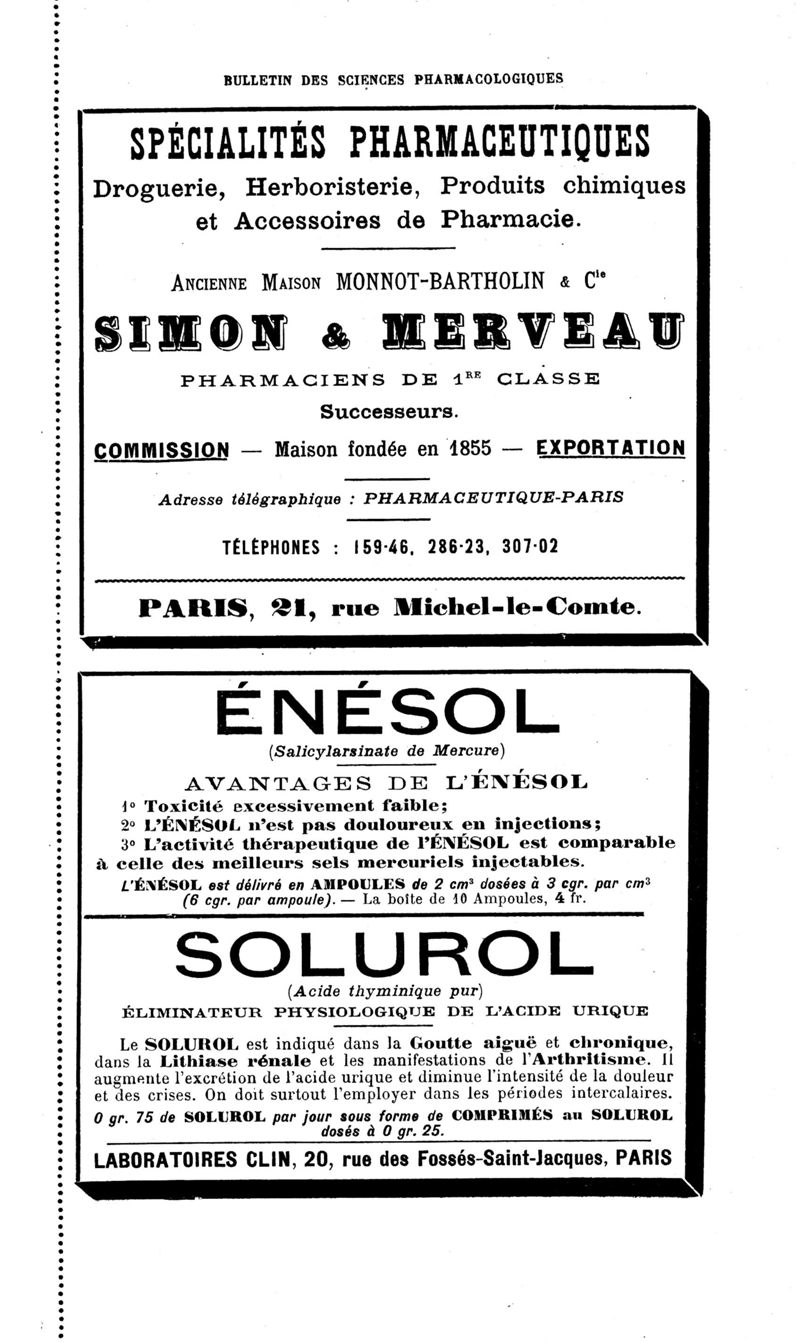 BULLETIN DES SCIENCES PHARMACOLOGIQUES
SPÉCIALITÉS PHARMACEUTIQUES
Droguerie, Herboristerie, Produits chimiques
et Accessoires de Pharmacie.
ANCIENNE MAISON MONNOT-BARTHOLIN & Cie
SIMON & MERVEAU
PHARMACIENS DE 1RE CLASSE
Successeurs.
COMMISSION — Maison fondée en 1855 — EXPORTATION
Adresse télégraphique : PHARMACEUTIQUE-PARIS
TÉLÉPHONES : 159-46, 286-23, 307-02
PARIS, 21, rue Michel-le-Comte.
ÉNÉSOL
(Salicylarsinate de Mercure)
AVANTAGES DE L'ÉNÉSOL
1º Toxicité excessivement faible;
2º L'ÉNÉSOL n'est pas douloureux en injections;
3º L'activité thérapeutique de l'ÉNÉSOL est comparable
à celle des meilleurs sels mercuriels injectables.
L'ÉNÉSOL est délivré en AMPOULES de 2 cm³ dosées à 3 cgr. par cm³
(6 cgr. par ampoule). — La boîte de 10 Ampoules, 4 fr.
SOLUROL
(Acide thyminique pur)
ÉLIMINATEUR PHYSIOLOGIQUE DE L'ACIDE URIQUE
Le SOLUROL est indiqué dans la Goutte aiguë et chronique,
dans la Lithiase rénale et les manifestations de l'Arthritisme. Il
augmente l'excrétion de l'acide urique et diminue l'intensité de la douleur
et des crises. On doit surtout l'employer dans les périodes intercalaires.
0 gr. 75 de SOLUROL par jour sous forme de COMPRIMÉS au SOLUROL
dosés à 0 gr. 25.
LABORATOIRES CLIN, 20, rue des Fossés-Saint-Jacques, PARIS